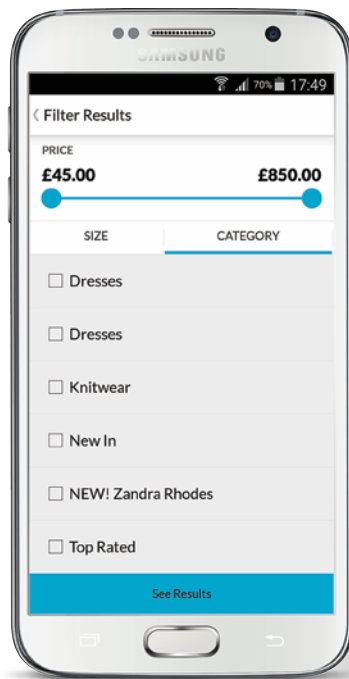 SAMSUNG
70% 17:49
Filter Results
PRICE
£45.00 £850.00
SIZE CATEGORY
Dresses
Dresses
Knitwear
New In
NEW! Zandra Rhodes
Top Rated
See Results